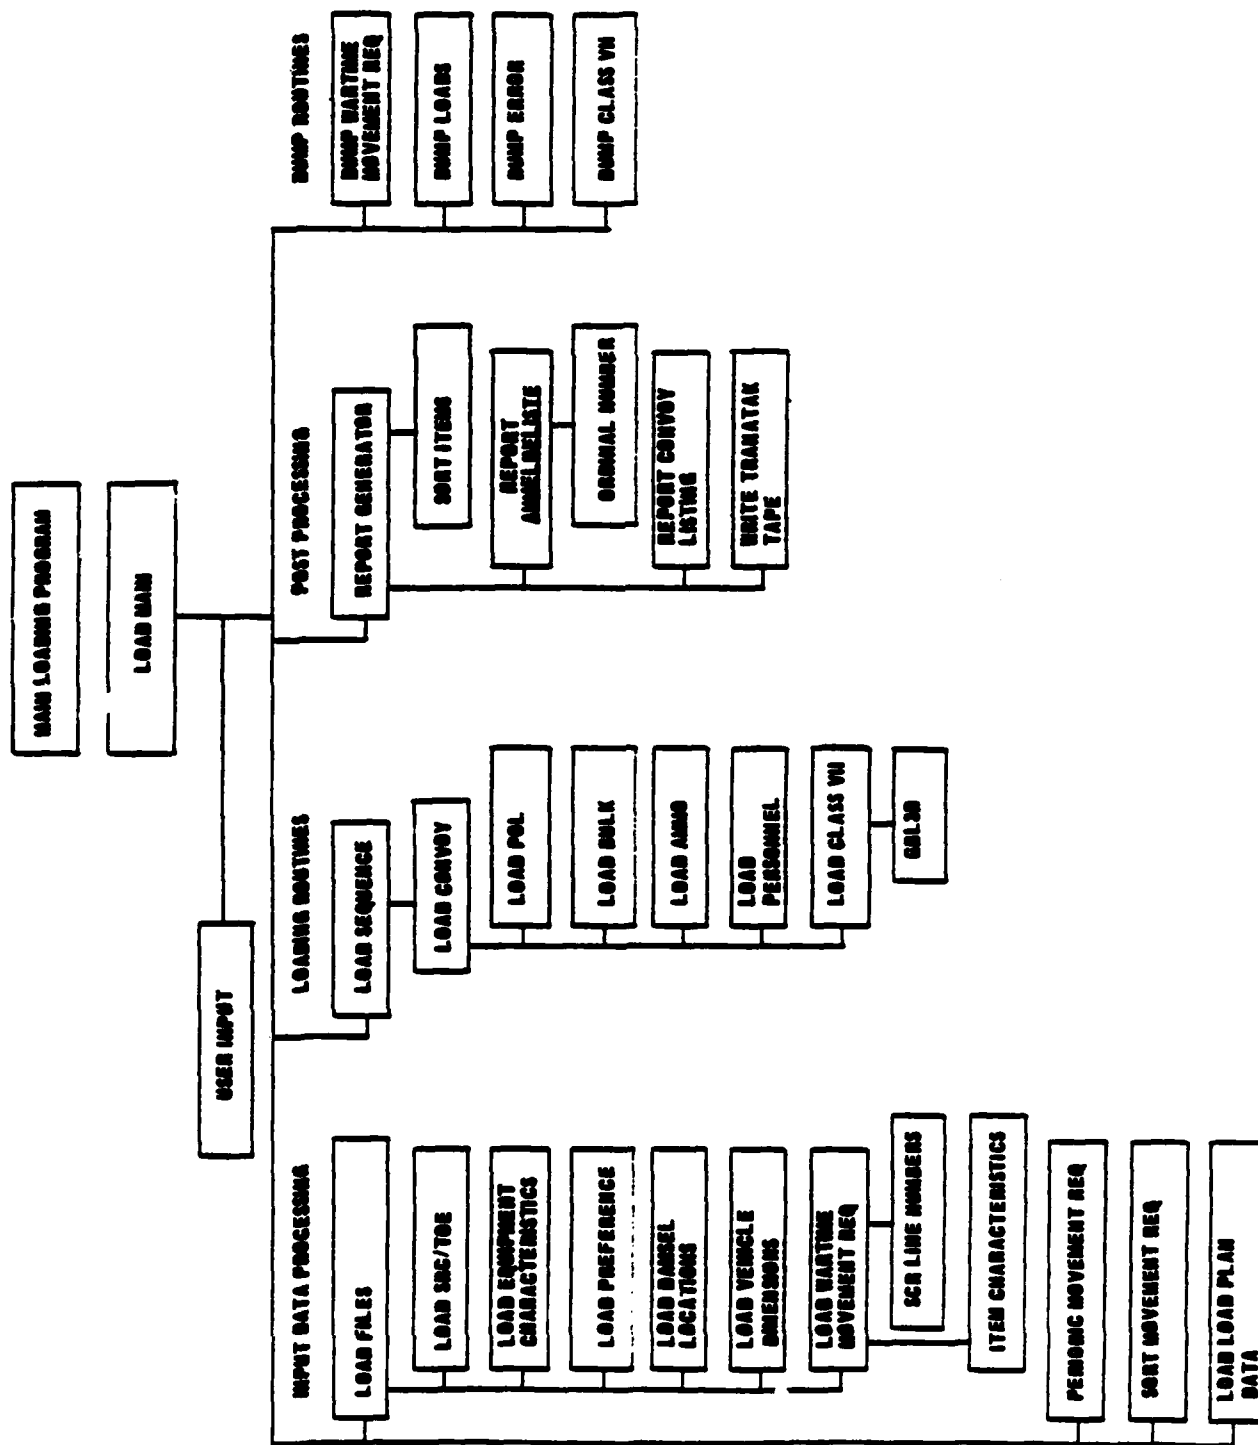 MAIN LOADING PROGRAM
LOAD MAIN
USER INPUT
INPUT DATA PROCESSING
LOAD FILES
LOAD SRC/TOE
LOAD EQUIPMENT
CHARACTERISTICS
LOAD PREFERENCE
LOAD DAMSEL
LOCATIONS
LOAD VEHICLE
DIMENSIONS
LOAD WARTIME
MOVEMENT REQ
SCR LINE NUMBERS
ITEM CHARACTERISTICS
MOVEMENT REQ
SORT MOVEMENT REQ
LOAD LOAD PLAN
DATA
LOADING ROUTINES
LOAD SEQUENCE
LOAD CONVOY
LOAD POL
LOAD BULK
LOAD AMMO
LOAD
PERSONNEL
LOAD CLASS VII
POST PROCESSING
REPORT GENERATOR
SORT ITEMS
REPORT
ORDINAL NUMBER
REPORT CONVOY
LISTING
WRITE TRANATAK
TAPE
DUMP ROUTINES
DUMP WARTIME
MOVEMENT REQ
DUMP LOADS
DUMP ERROR
DUMP CLASS VII